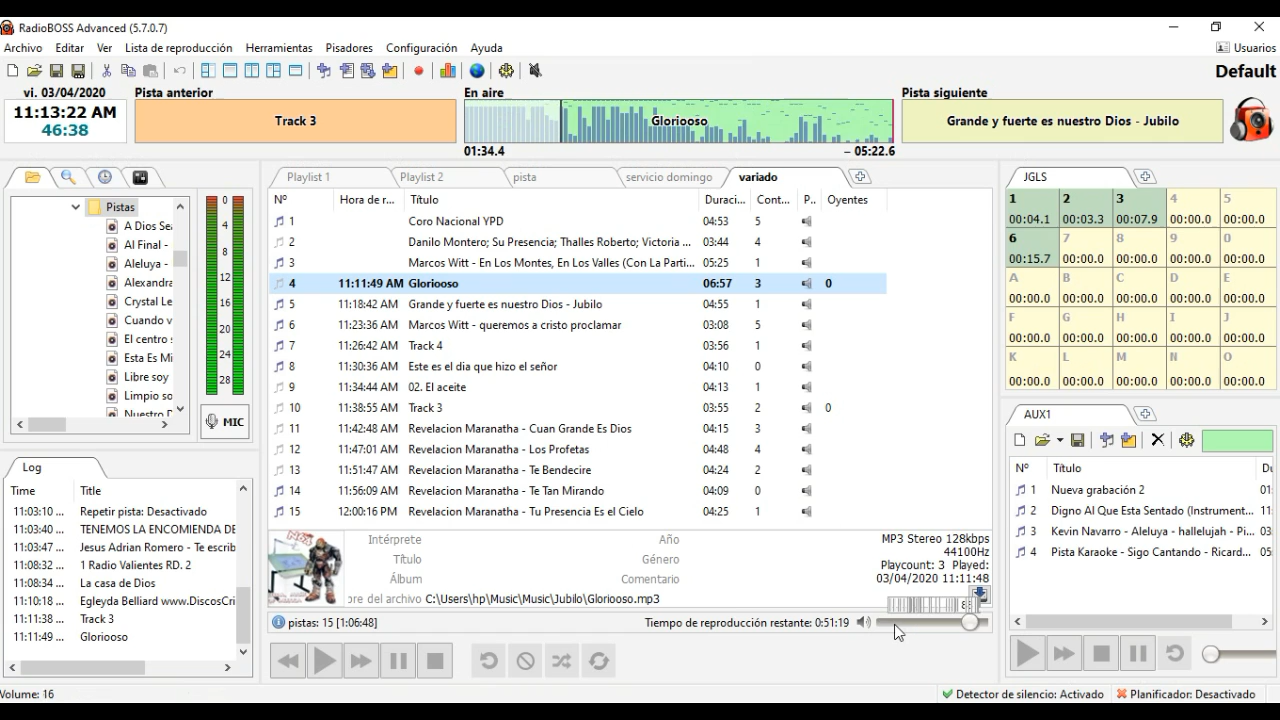 RadioBOSS Advanced (5.7.0.7)
Archivo Editar Ver Lista de reproducción Herramientas Pisadores Configuración Ayuda Usuarios
Default
vi. 03/04/2020 Pista anterior En aire Pista siguiente
11:13:22 AM
46:38
Track 3 Gloriooso Grande y fuerte es nuestro Dios - Jubilo
01:34.4 – 05:22.6
Pistas
A Dios Sea
Al Final -
Aleluya -
Alexandra
Crystal Le
Cuando v
El centro
Esta Es Mi
Libre soy
Limpio so
Nuestro D
0
4
8
12
16
20
24
28
MIC
Playlist 1 Playlist 2 pista servicio domingo variado
Nº Hora de r... Título Duraci... Cont... P.. Oyentes
1 Coro Nacional YPD 04:53 5
2 Danilo Montero; Su Presencia; Thalles Roberto; Victoria ... 03:44 4
3 Marcos Witt - En Los Montes, En Los Valles (Con La Parti... 05:25 1
4 11:11:49 AM Gloriooso 06:57 3 0
5 11:18:42 AM Grande y fuerte es nuestro Dios - Jubilo 04:55 1
6 11:23:36 AM Marcos Witt - queremos a cristo proclamar 03:08 5
7 11:26:42 AM Track 4 03:56 1
8 11:30:36 AM Este es el dia que hizo el señor 04:10 0
9 11:34:44 AM 02. El aceite 04:13 1
10 11:38:55 AM Track 3 03:55 2 0
11 11:42:48 AM Revelacion Maranatha - Cuan Grande Es Dios 04:15 3
12 11:47:01 AM Revelacion Maranatha - Los Profetas 04:48 4
13 11:51:47 AM Revelacion Maranatha - Te Bendecire 04:24 2
14 11:56:09 AM Revelacion Maranatha - Te Tan Mirando 04:09 0
15 12:00:16 PM Revelacion Maranatha - Tu Presencia Es el Cielo 04:25 1
Intérprete Año MP3 Stereo 128kbps
44100Hz
Título Género Playcount: 3 Played:
Álbum Comentario 03/04/2020 11:11:48
bre del archivo C:\Users\hp\Music\Music\Jubilo\Gloriooso.mp3
pistas: 15 [1:06:48] Tiempo de reproducción restante: 0:51:19
Log
Time Title
11:03:10 ... Repetir pista: Desactivado
11:03:40 ... TENEMOS LA ENCOMIENDA DE
11:03:47 ... Jesus Adrian Romero - Te escrib
11:08:32 ... 1 Radio Valientes RD. 2
11:08:34 ... La casa de Dios
11:10:18 ... Egleyda Belliard www.DiscosCri
11:11:38 ... Track 3
11:11:49 ... Gloriooso
JGLS
1 2 3 4 5
00:04.1 00:03.3 00:07.9 00:00.0 00:00.0
6 7 8 9 0
00:15.7 00:00.0 00:00.0 00:00.0 00:00.0
A B C D E
00:00.0 00:00.0 00:00.0 00:00.0 00:00.0
F G H I J
00:00.0 00:00.0 00:00.0 00:00.0 00:00.0
K L M N O
00:00.0 00:00.0 00:00.0 00:00.0 00:00.0
AUX1
Nº Título Du
1 Nueva grabación 2 01:
2 Digno Al Que Esta Sentado (Instrument... 11:
3 Kevin Navarro - Aleluya - hallelujah - Pi... 03:
4 Pista Karaoke - Sigo Cantando - Ricard... 05:
Volume: 16 Detector de silencio: Activado Planificador: Desactivado